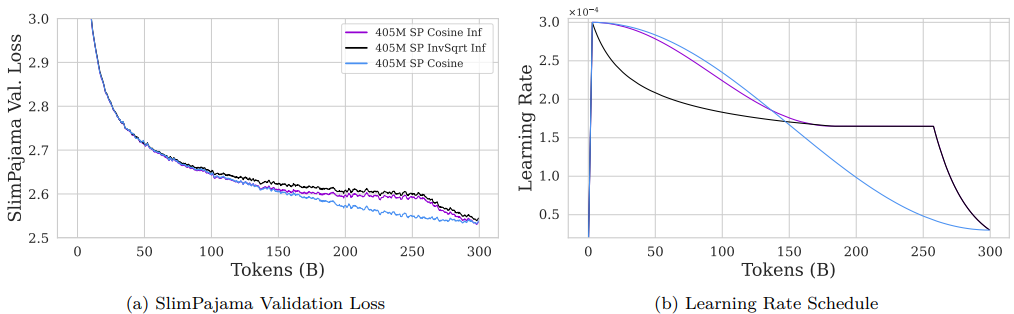 3.0
2.9
2.8
2.7
2.6
2.5
SlimPajama Val. Loss
405M SP Cosine Inf
405M SP InvSqrt Inf
405M SP Cosine
0 50 100 150 200 250 300
Tokens (B)
(a) SlimPajama Validation Loss
×10⁻⁴
3.0
2.5
2.0
1.5
1.0
0.5
Learning Rate
0 50 100 150 200 250 300
Tokens (B)
(b) Learning Rate Schedule